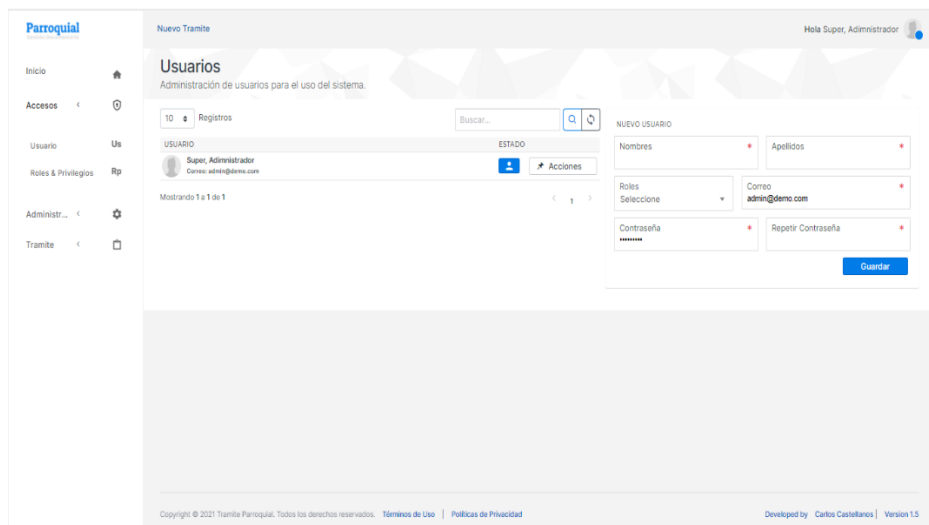 Parroquial
Nuevo Tramite
Hola Super, Adimnistrador
Inicio
Accesos
Usuario Us
Roles & Privilegios Rp
Administr...
Tramite
Usuarios
Administración de usuarios para el uso del sistema.
10 Registros
Buscar...
USUARIO ESTADO
Super, Adimnistrador
Correo: admin@demo.com
Acciones
Mostrando 1 a 1 de 1
1
NUEVO USUARIO
Nombres * Apellidos *
Roles Correo *
Seleccione admin@demo.com
Contraseña * Repetir Contraseña *
•••••••••
Guardar
Copyright © 2021 Tramite Parroquial. Todos los derechos reservados. Términos de Uso | Políticas de Privacidad
Developed by Carlos Castellanos | Version 1.5